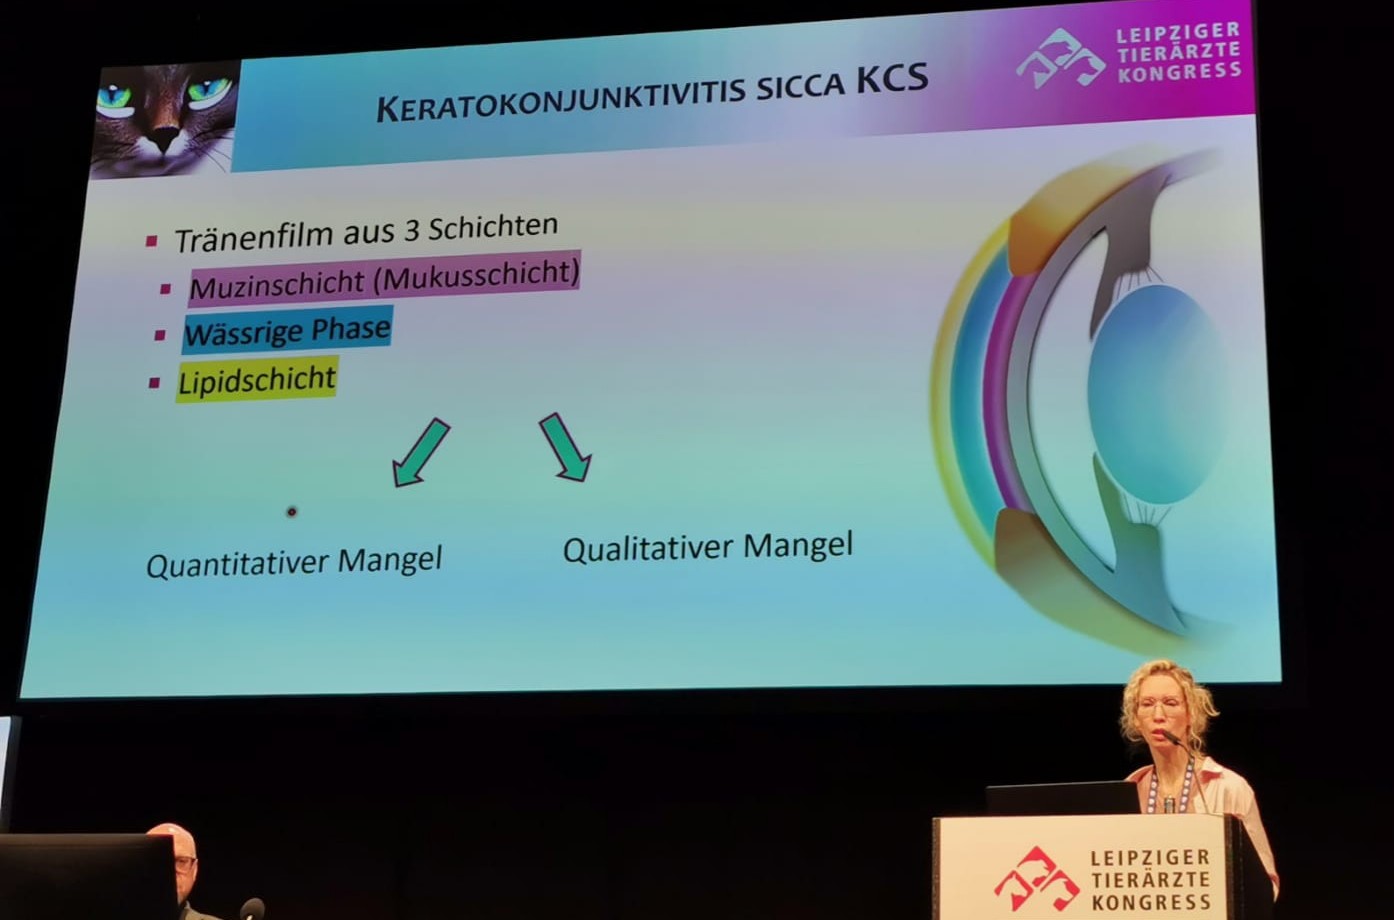 KERATOKONJUNKTIVITIS SICCA KCS
LEIPZIGER
TIERÄRZTE
KONGRESS
Tränenfilm aus 3 Schichten
Muzinschicht (Mukusschicht)
Wässrige Phase
Lipidschicht
Quantitativer Mangel
Qualitativer Mangel
LEIPZIGER
TIERÄRZTE
KONGRESS